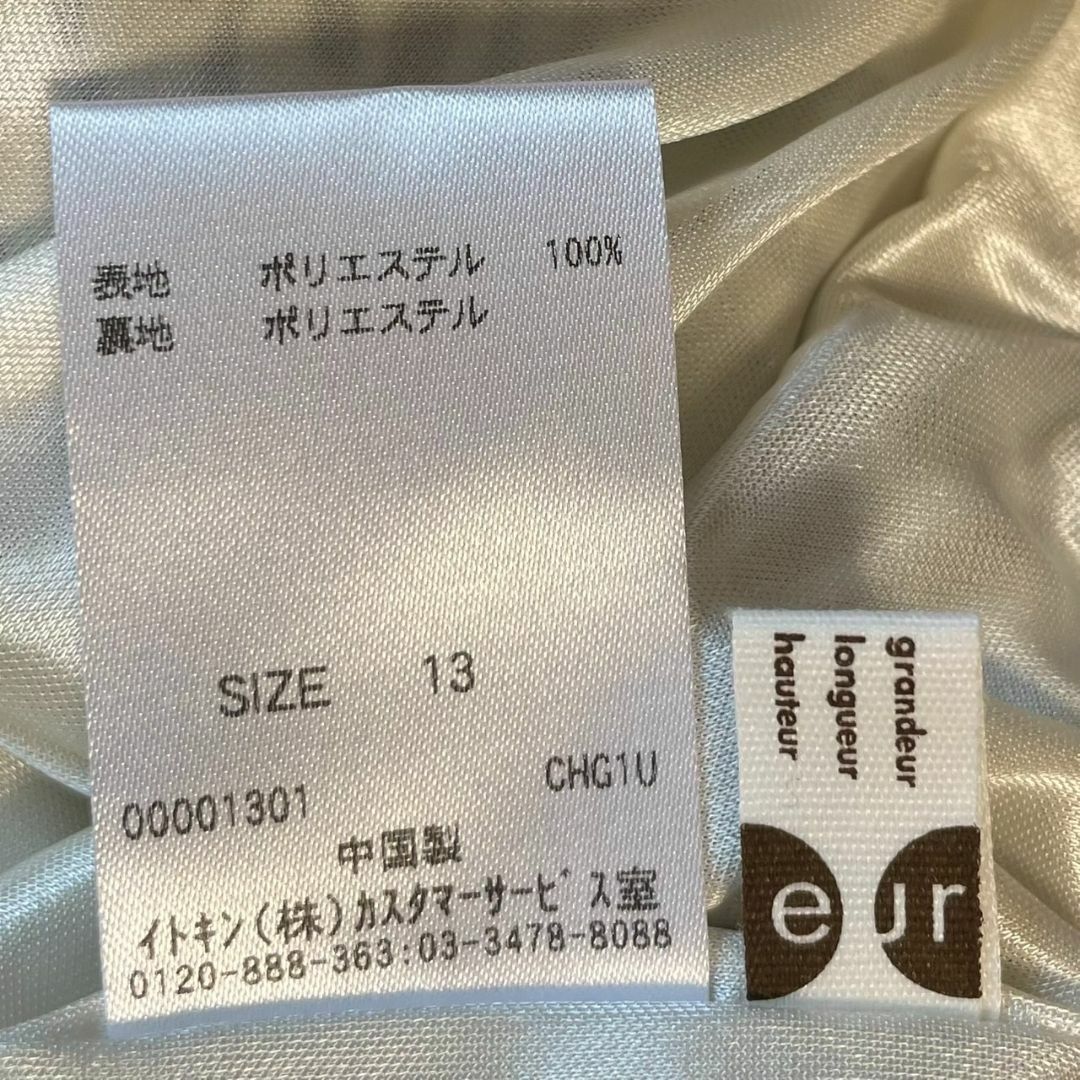 表地 ポリエステル 100%
裏地 ポリエステル
SIZE 13
CHG1U
00001301
中国製
イトキン(株)カスタマーサービス室
0120-888-363:03-3478-8088
grandeur
longueur
hauteur
eur